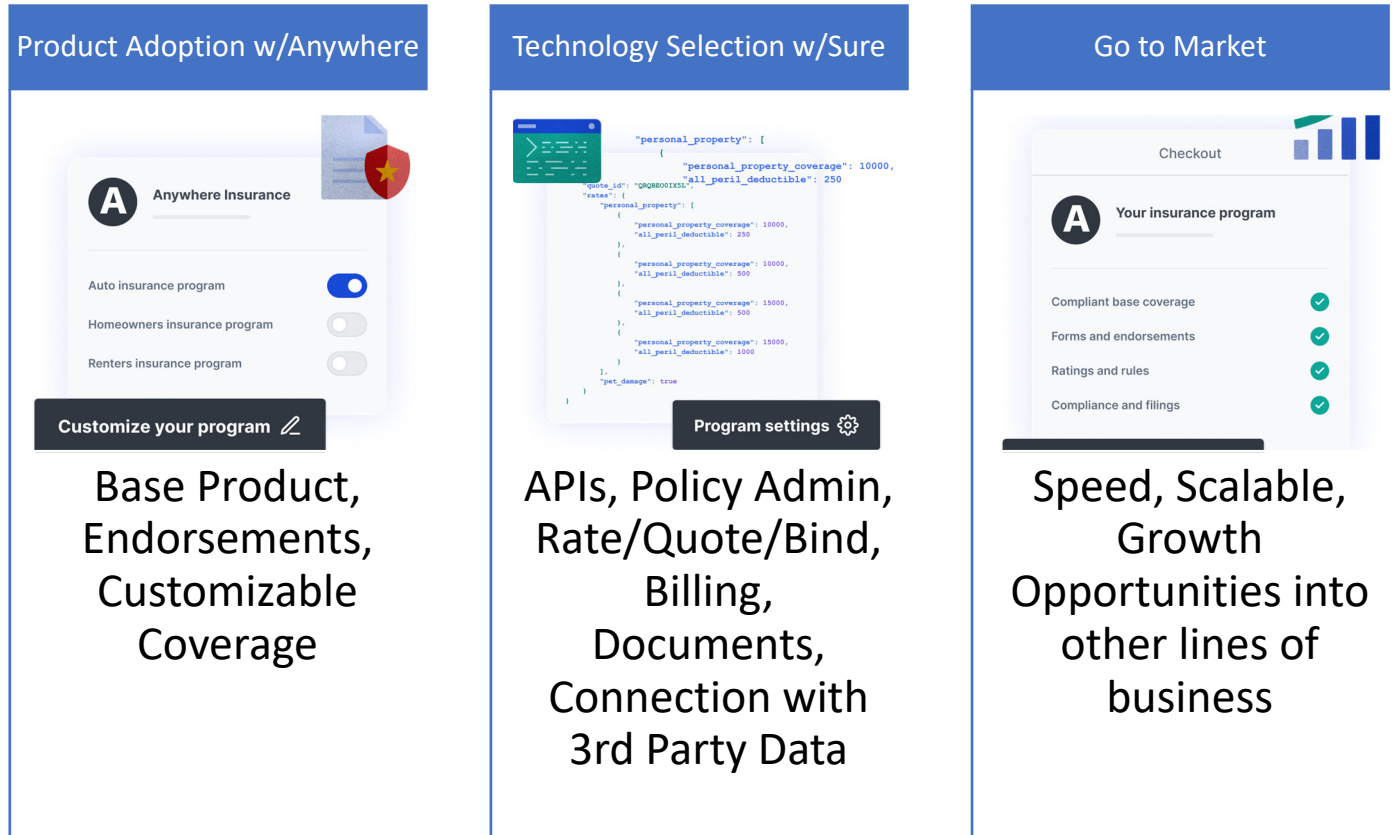 Product Adoption w/Anywhere
A
Anywhere Insurance
Auto insurance program
Homeowners insurance program
Renters insurance program
Customize your program
Base Product,
Endorsements,
Customizable
Coverage
Technology Selection w/Sure
"personal_property": [
{
"personal_property_coverage": 10000,
"all_peril_deductible": 250
"quote_id": "QRQBEO0IX5L",
"rates": {
"personal_property": [
{
"personal_property_coverage": 10000,
"all_peril_deductible": 250
},
{
"personal_property_coverage": 10000,
"all_peril_deductible": 500
},
{
"personal_property_coverage": 15000,
"all_peril_deductible": 500
},
{
"personal_property_coverage": 15000,
"all_peril_deductible": 1000
}
],
"pet_damage": true
}
}
Program settings
APIs, Policy Admin,
Rate/Quote/Bind,
Billing,
Documents,
Connection with
3rd Party Data
Go to Market
Checkout
A
Your insurance program
Compliant base coverage
Forms and endorsements
Ratings and rules
Compliance and filings
Speed, Scalable,
Growth
Opportunities into
other lines of
business